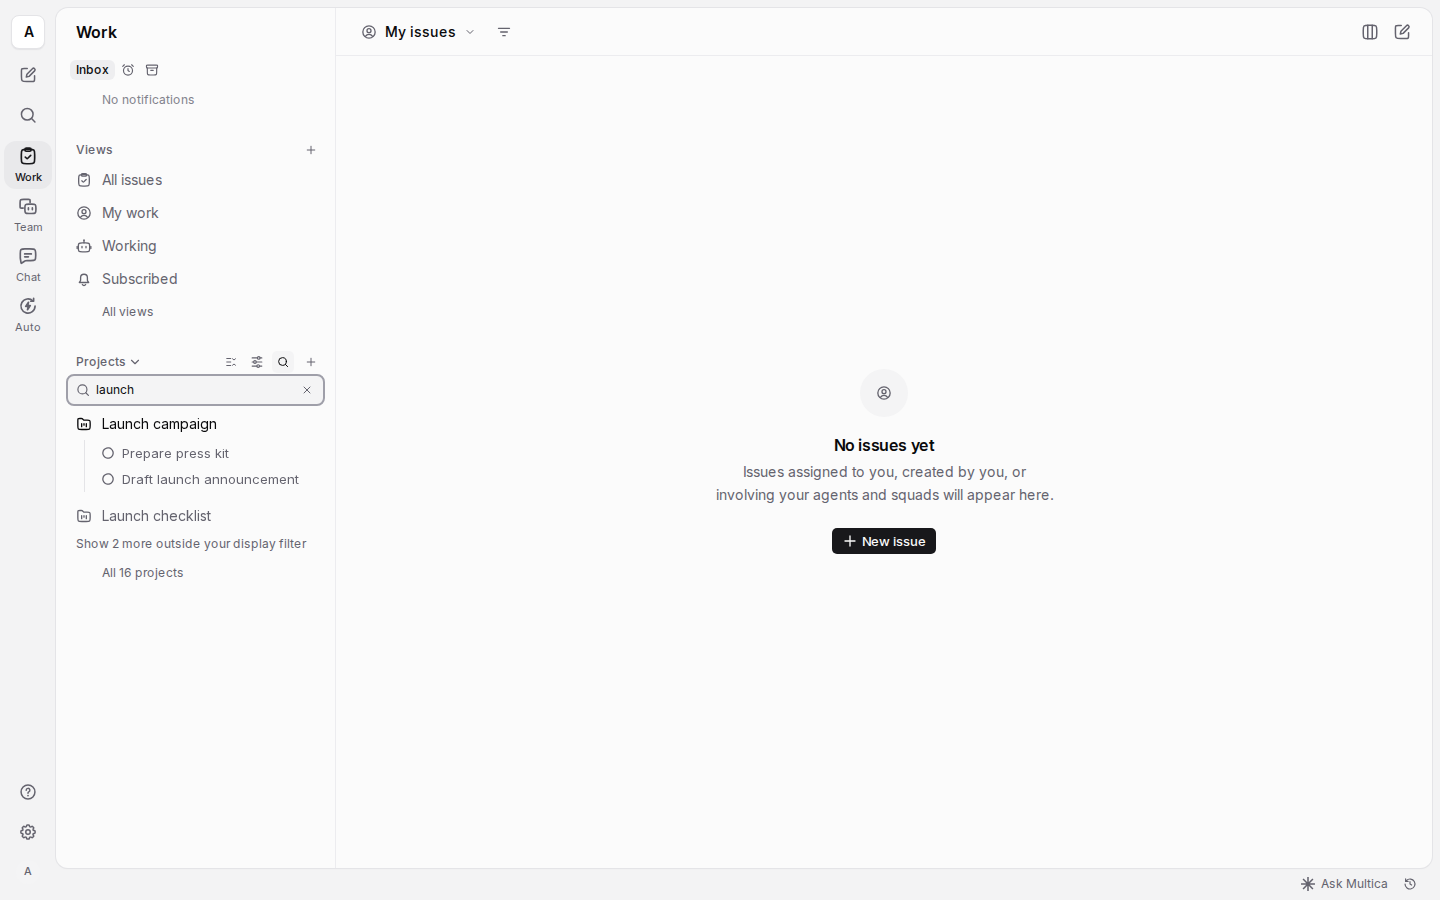 A
Work
My issues
Inbox
No notifications
Views
All issues
Work
My work
Team
Working
Chat
Subscribed
Auto
All views
Projects
launch
Launch campaign
Prepare press kit
Draft launch announcement
Launch checklist
Show 2 more outside your display filter
All 16 projects
No issues yet
Issues assigned to you, created by you, or
involving your agents and squads will appear here.
New issue
A
Ask Multica